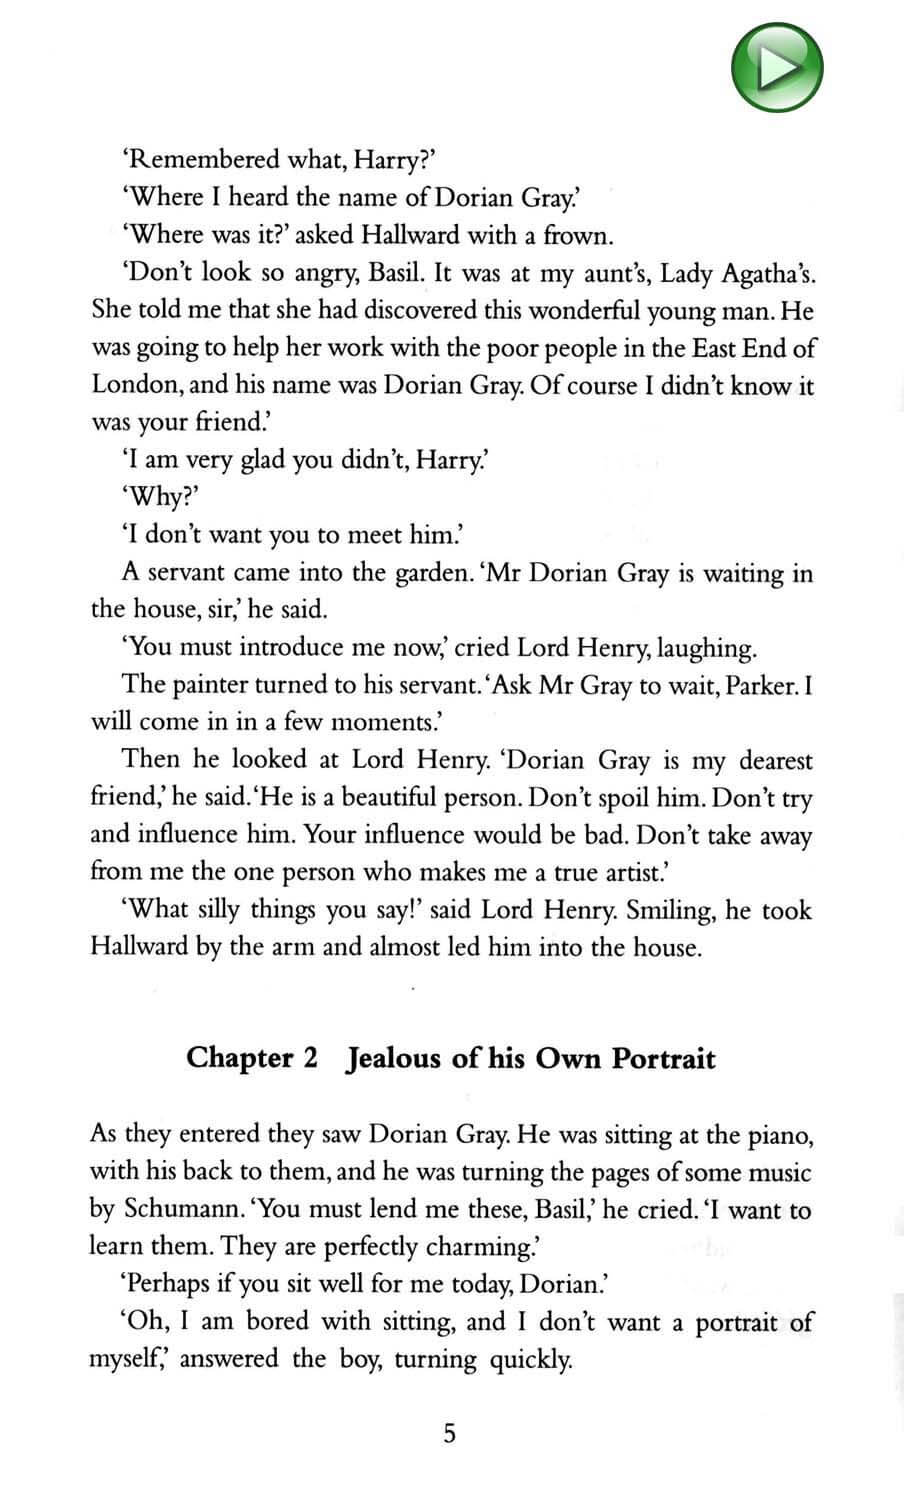 ‘Remembered what, Harry?’
‘Where I heard the name of Dorian Gray.’
‘Where was it?’ asked Hallward with a frown.
‘Don’t look so angry, Basil. It was at my aunt’s, Lady Agatha’s.
She told me that she had discovered this wonderful young man. He
was going to help her work with the poor people in the East End of
London, and his name was Dorian Gray. Of course I didn’t know it
was your friend.’
‘I am very glad you didn’t, Harry.’
‘Why?’
‘I don’t want you to meet him.’
A servant came into the garden. ‘Mr Dorian Gray is waiting in
the house, sir,’ he said.
‘You must introduce me now,’ cried Lord Henry, laughing.
The painter turned to his servant. ‘Ask Mr Gray to wait, Parker. I
will come in in a few moments.’
Then he looked at Lord Henry. ‘Dorian Gray is my dearest
friend,’ he said. ‘He is a beautiful person. Don’t spoil him. Don’t try
and influence him. Your influence would be bad. Don’t take away
from me the one person who makes me a true artist.’
‘What silly things you say!’ said Lord Henry. Smiling, he took
Hallward by the arm and almost led him into the house.
Chapter 2 Jealous of his Own Portrait
As they entered they saw Dorian Gray. He was sitting at the piano,
with his back to them, and he was turning the pages of some music
by Schumann. ‘You must lend me these, Basil,’ he cried. ‘I want to
learn them. They are perfectly charming.’
‘Perhaps if you sit well for me today, Dorian.’
‘Oh, I am bored with sitting, and I don’t want a portrait of
myself,’ answered the boy, turning quickly.
5